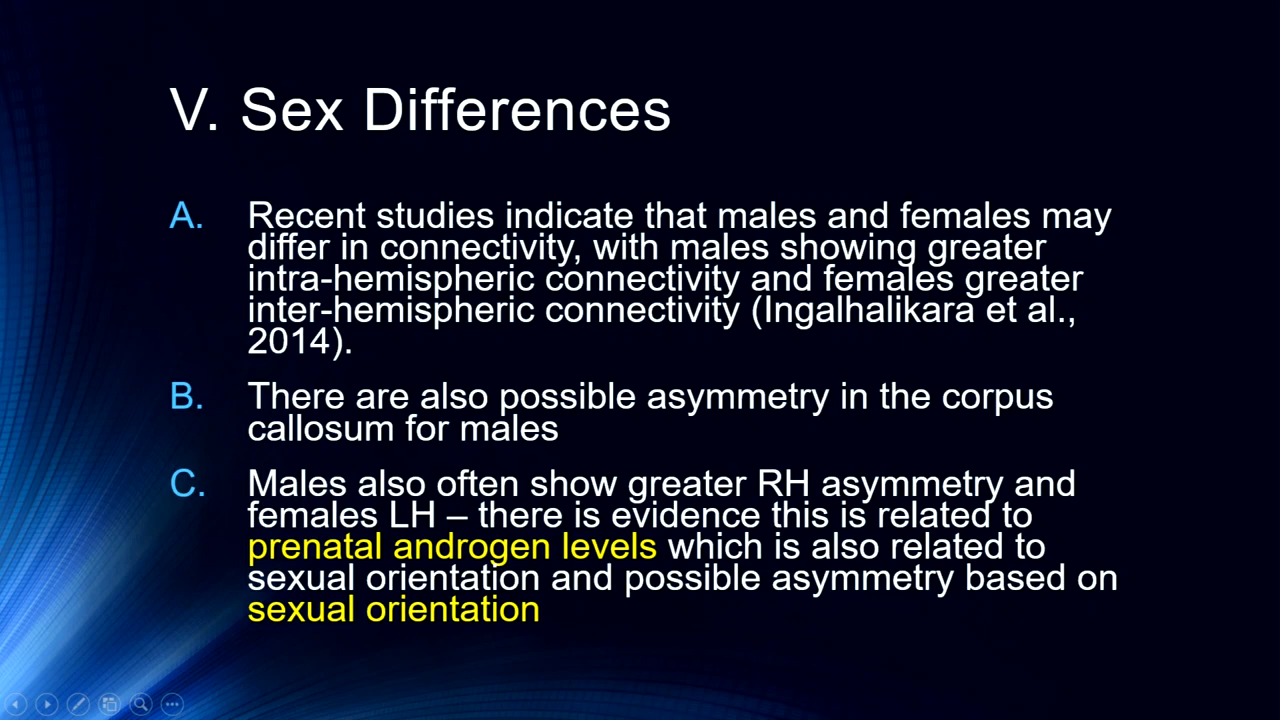 V. Sex Differences
A. Recent studies indicate that males and females may
differ in connectivity, with males showing greater
intra-hemispheric connectivity and females greater
inter-hemispheric connectivity (Ingalhalikara et al.,
2014).
B. There are also possible asymmetry in the corpus
callosum for males
C. Males also often show greater RH asymmetry and
females LH – there is evidence this is related to
prenatal androgen levels which is also related to
sexual orientation and possible asymmetry based on
sexual orientation